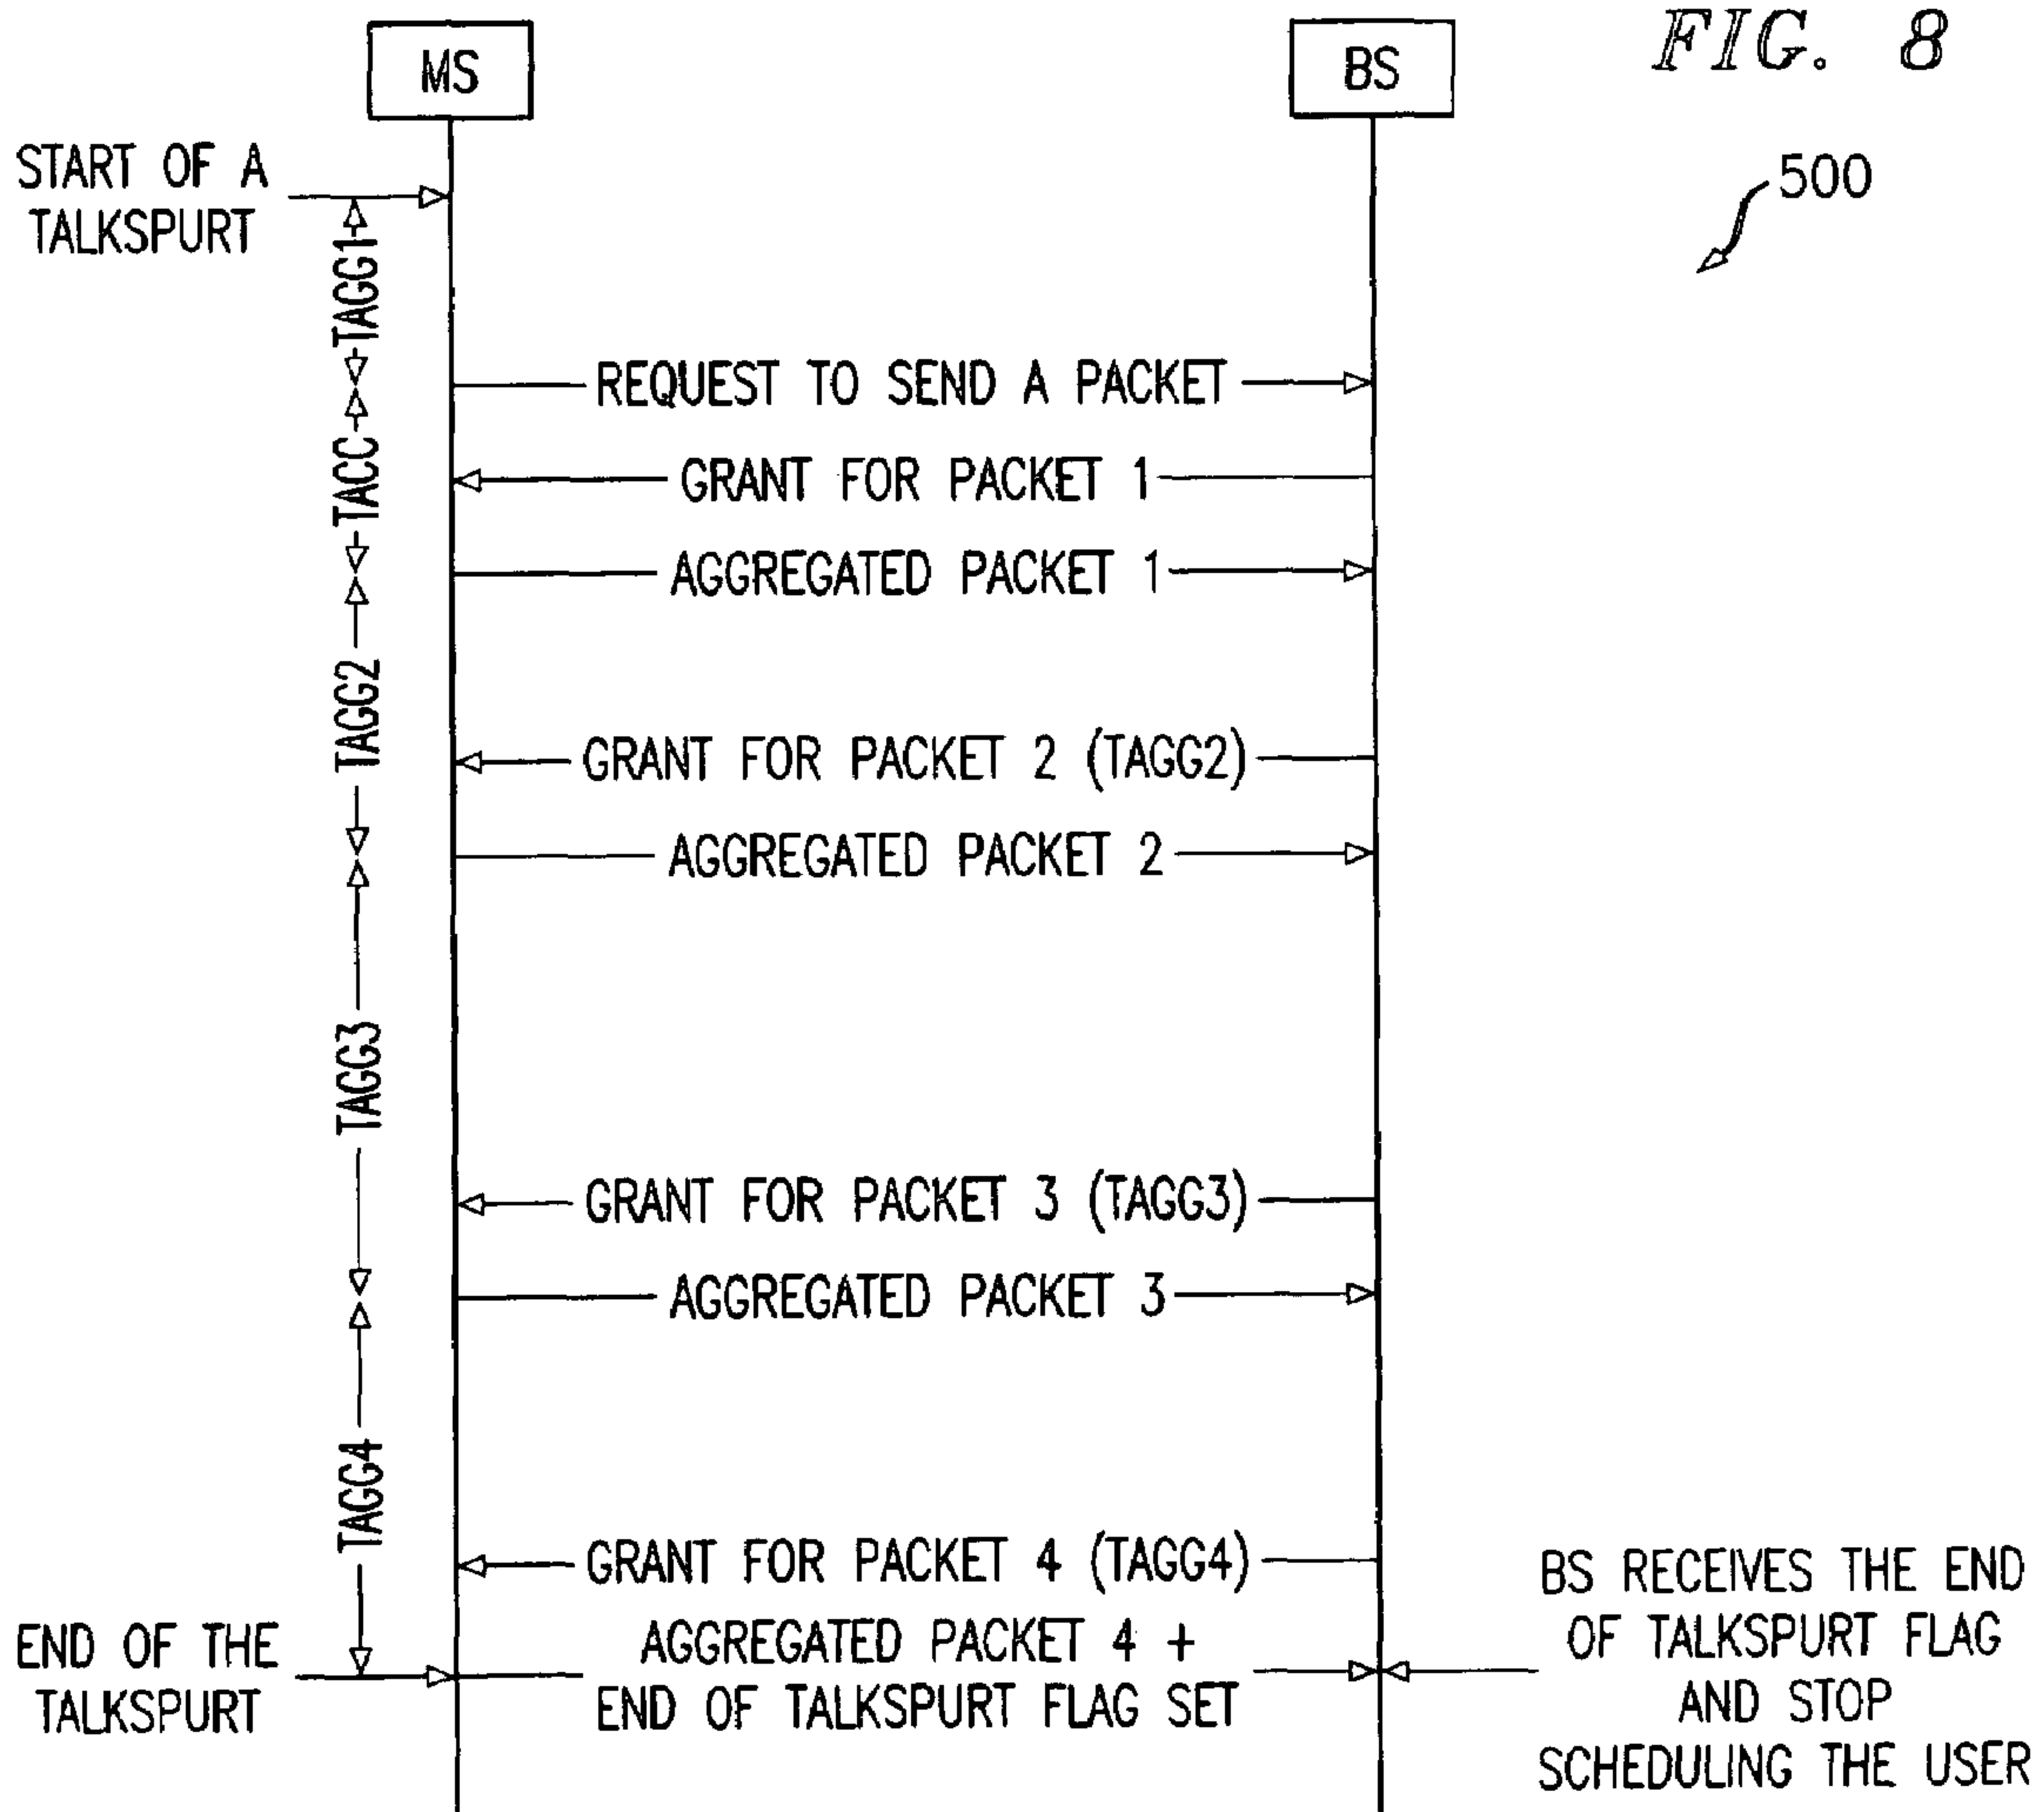 FIG. 8
MS
BS
500
START OF A
TALKSPURT
TAGG1
REQUEST TO SEND A PACKET
TACC
GRANT FOR PACKET 1
AGGREGATED PACKET 1
TAGG2
GRANT FOR PACKET 2 (TAGG2)
AGGREGATED PACKET 2
TAGG3
GRANT FOR PACKET 3 (TAGG3)
AGGREGATED PACKET 3
TAGG4
GRANT FOR PACKET 4 (TAGG4)
END OF THE
TALKSPURT
AGGREGATED PACKET 4 +
END OF TALKSPURT FLAG SET
BS RECEIVES THE END
OF TALKSPURT FLAG
AND STOP
SCHEDULING THE USER